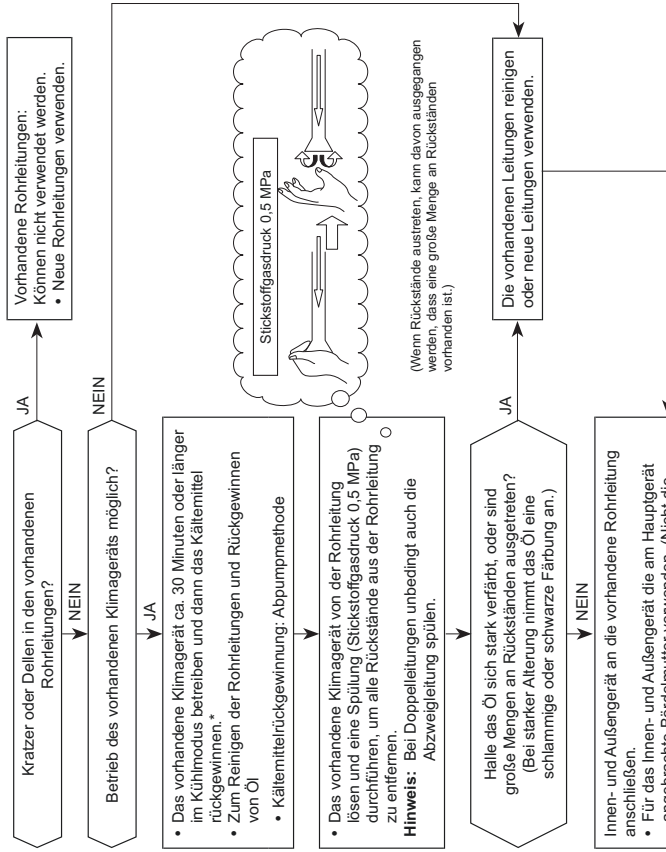 Kratzer oder Dellen in den vorhandenen
Rohrleitungen?
JA
Vorhandene Rohrleitungen:
Können nicht verwendet werden.
• Neue Rohrleitungen verwenden.
NEIN
Betrieb des vorhandenen Klimageräts möglich?
NEIN
JA
• Das vorhandene Klimagerät ca. 30 Minuten oder länger
im Kühlmodus betreiben und dann das Kältemittel
rückgewinnen.*
• Zum Reinigen der Rohrleitungen und Rückgewinnen
von Öl
• Kältemittelrückgewinnung: Abpumpmethode
• Das vorhandene Klimagerät von der Rohrleitung
lösen und eine Spülung (Stickstoffgasdruck 0,5 MPa)
durchführen, um alle Rückstände aus der Rohrleitung
zu entfernen.
Hinweis: Bei Doppelleitungen unbedingt auch die
Abzweigleitung spülen.
Stickstoffgasdruck 0,5 MPa
(Wenn Rückstände austreten, kann davon ausgegangen
werden, dass eine große Menge an Rückständen
vorhanden ist.)
Halle das Öl sich stark verfärbt, oder sind
große Mengen an Rückständen ausgetreten?
(Bei starker Alterung nimmt das Öl eine
schlammige oder schwarze Färbung an.)
JA
Die vorhandenen Leitungen reinigen
oder neue Leitungen verwenden.
NEIN
Innen- und Außengerät an die vorhandene Rohrleitung
anschließen.
• Für das Innen- und Außengerät die am Hauptgerät
angebrachte Bördelmutter verwenden. (Nicht die